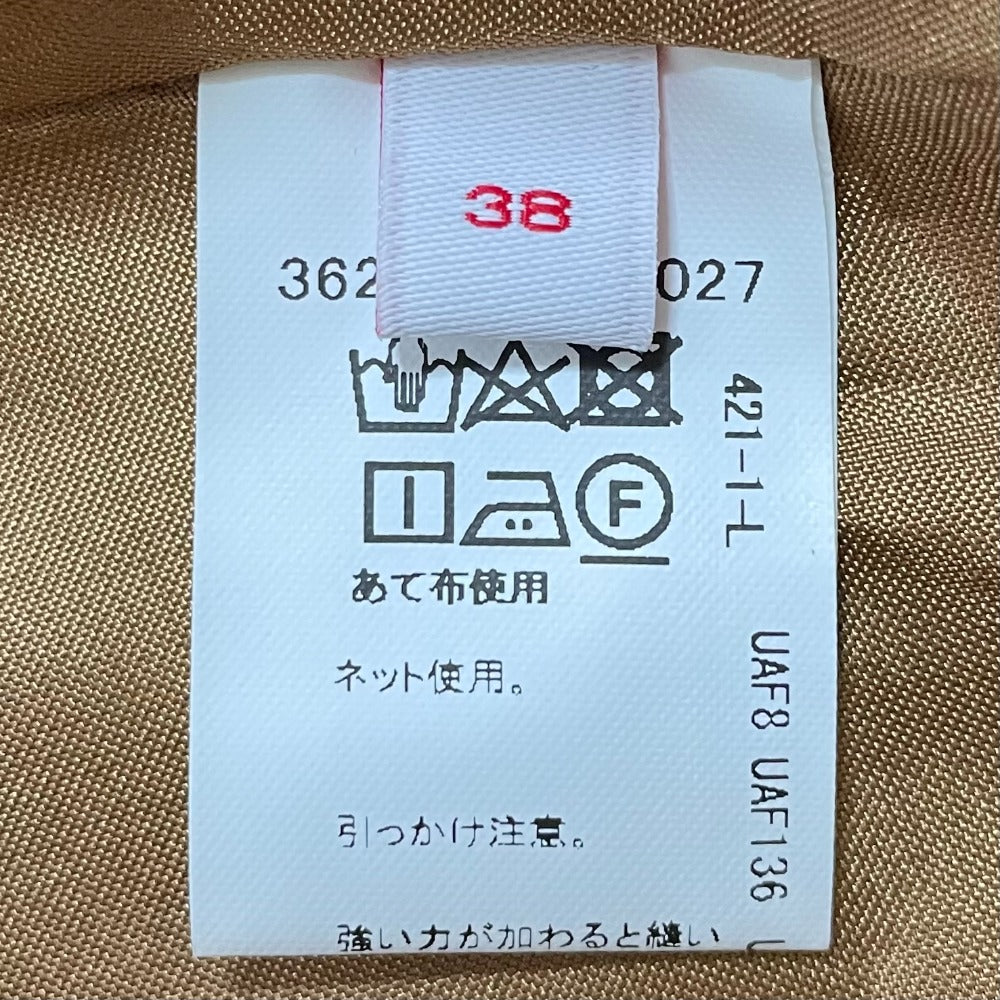 38
362
027
F
あて布使用
ネット使用。
引っかけ注意。
強い力が加わると縫い
421-1-L
UAF8 UAF136